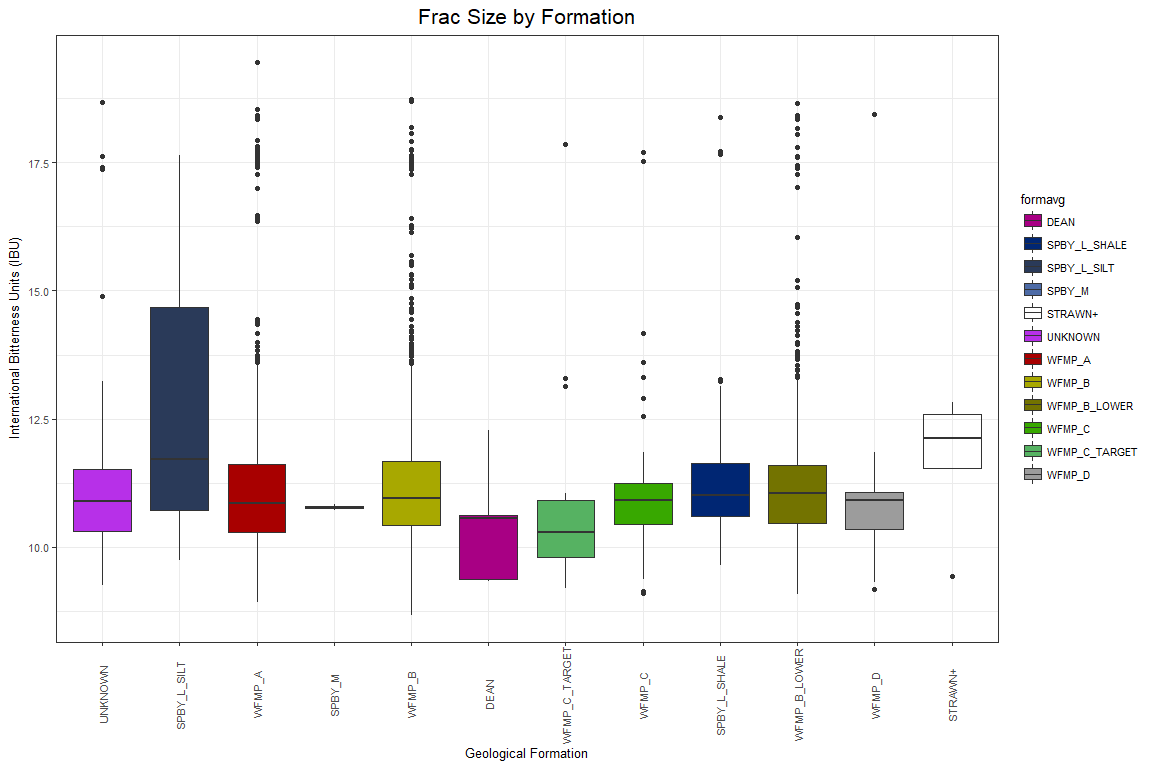 Frac Size by Formation
International Bitterness Units (IBU)
17.5
15.0
12.5
10.0
UNKNOWN
SPBY_L_SILT
WFMP_A
SPBY_M
WFMP_B
DEAN
WFMP_C_TARGET
WFMP_C
SPBY_L_SHALE
WFMP_B_LOWER
WFMP_D
STRAWN+
Geological Formation
formavg
DEAN
SPBY_L_SHALE
SPBY_L_SILT
SPBY_M
STRAWN+
UNKNOWN
WFMP_A
WFMP_B
WFMP_B_LOWER
WFMP_C
WFMP_C_TARGET
WFMP_D